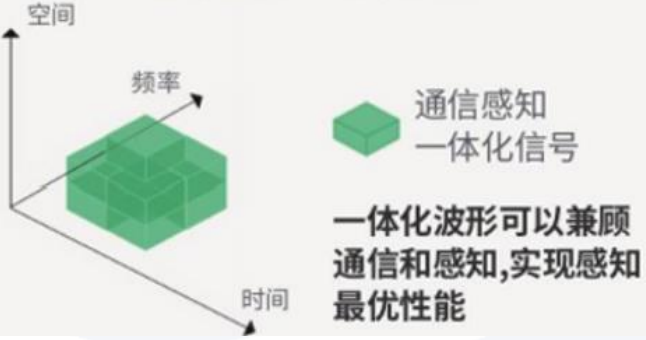 空间
频率
时间
通信感知
一体化信号
一体化波形可以兼顾
通信和感知,实现感知
最优性能